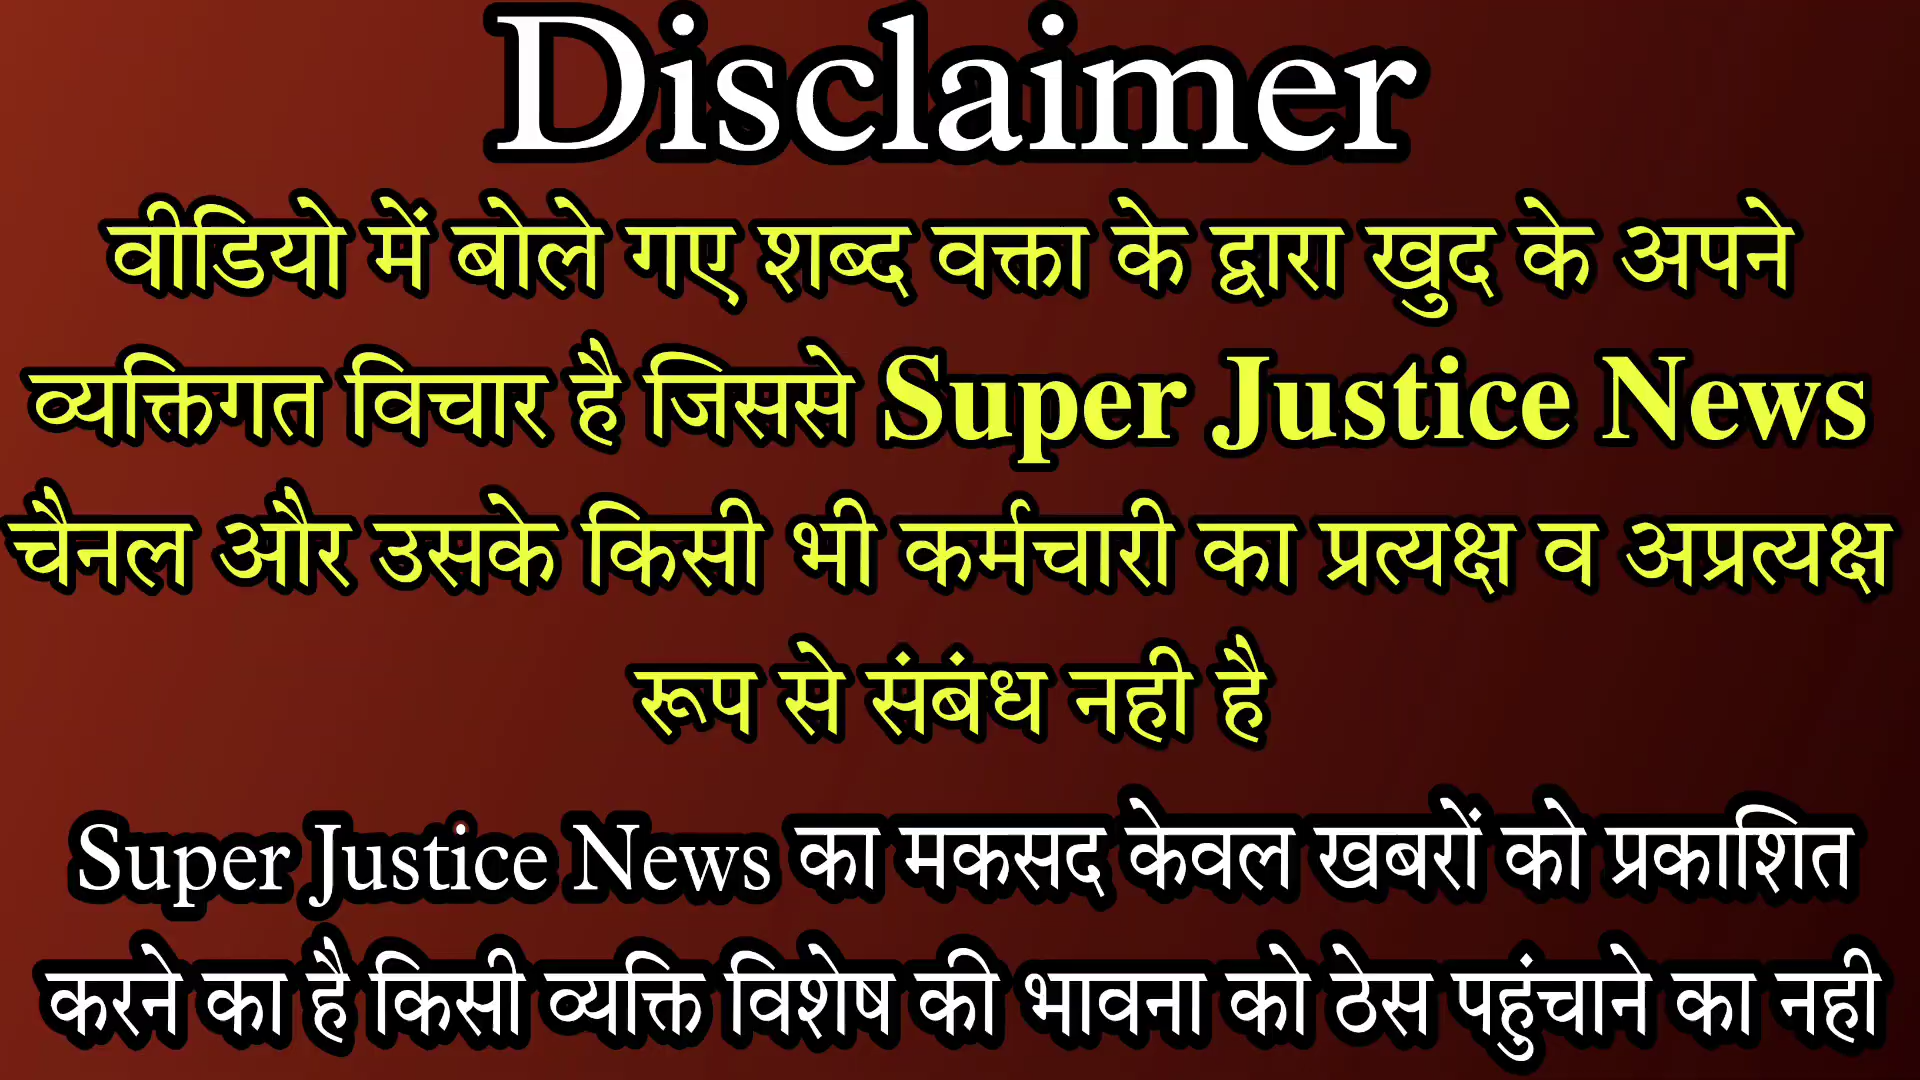 Disclaimer
वीडियो में बोले गए शब्द वक्ता के द्वारा खुद के अपने
व्यक्तिगत विचार है जिससे Super Justice News
चैनल और उसके किसी भी कर्मचारी का प्रत्यक्ष व अप्रत्यक्ष
रूप से संबंध नही है
Super Justice News का मकसद केवल खबरों को प्रकाशित
करने का है किसी व्यक्ति विशेष की भावना को ठेस पहुंचाने का नही